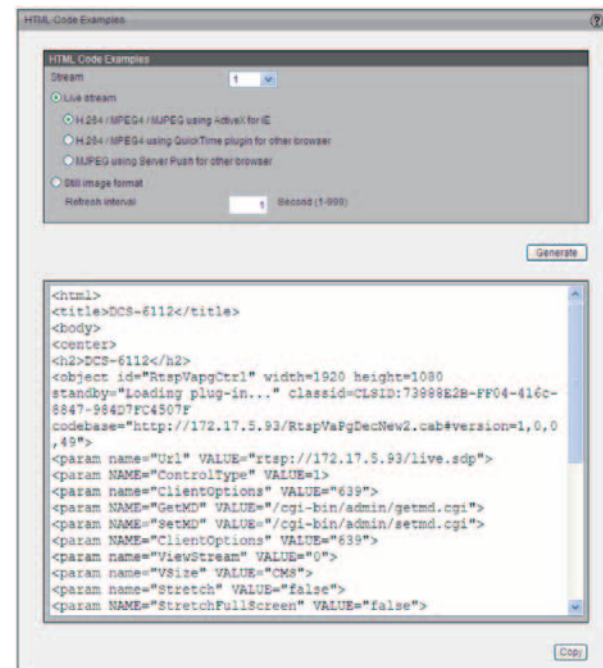 HTML Code Examples
HTML Code Examples
Stream 1
Live stream
H.264 / MPEG4 / MJPEG using ActiveX for IE
H.264 / MPEG4 using QuickTime plugin for other browser
MJPEG using Server Push for other browser
Still image format
Refresh interval 1 Second (1-999)
Generate
<html>
<title>DCS-6112</title>
<body>
<center>
<h2>DCS-6112</h2>
<object id="RtspVapgCtrl" width=1920 height=1080
standby="Loading plug-in..." classid=CLSID:73888E2B-FF04-416c-
8847-984D7FC4507F
codebase="http://172.17.5.93/RtspVaPgDecNew2.cab#version=1,0,0
,49">
<param name="Url" VALUE="rtsp://172.17.5.93/live.sdp">
<param NAME="ControlType" VALUE=1>
<param NAME="ClientOptions" VALUE="639">
<param NAME="GetMD" VALUE="/cgi-bin/admin/getmd.cgi">
<param NAME="SetMD" VALUE="/cgi-bin/admin/setmd.cgi">
<param NAME="ClientOptions" VALUE="639">
<param name="ViewStream" VALUE="0">
<param name="VSize" VALUE="CMS">
<param name="Stretch" VALUE="false">
<param NAME="StretchFullScreen" VALUE="false">
Copy